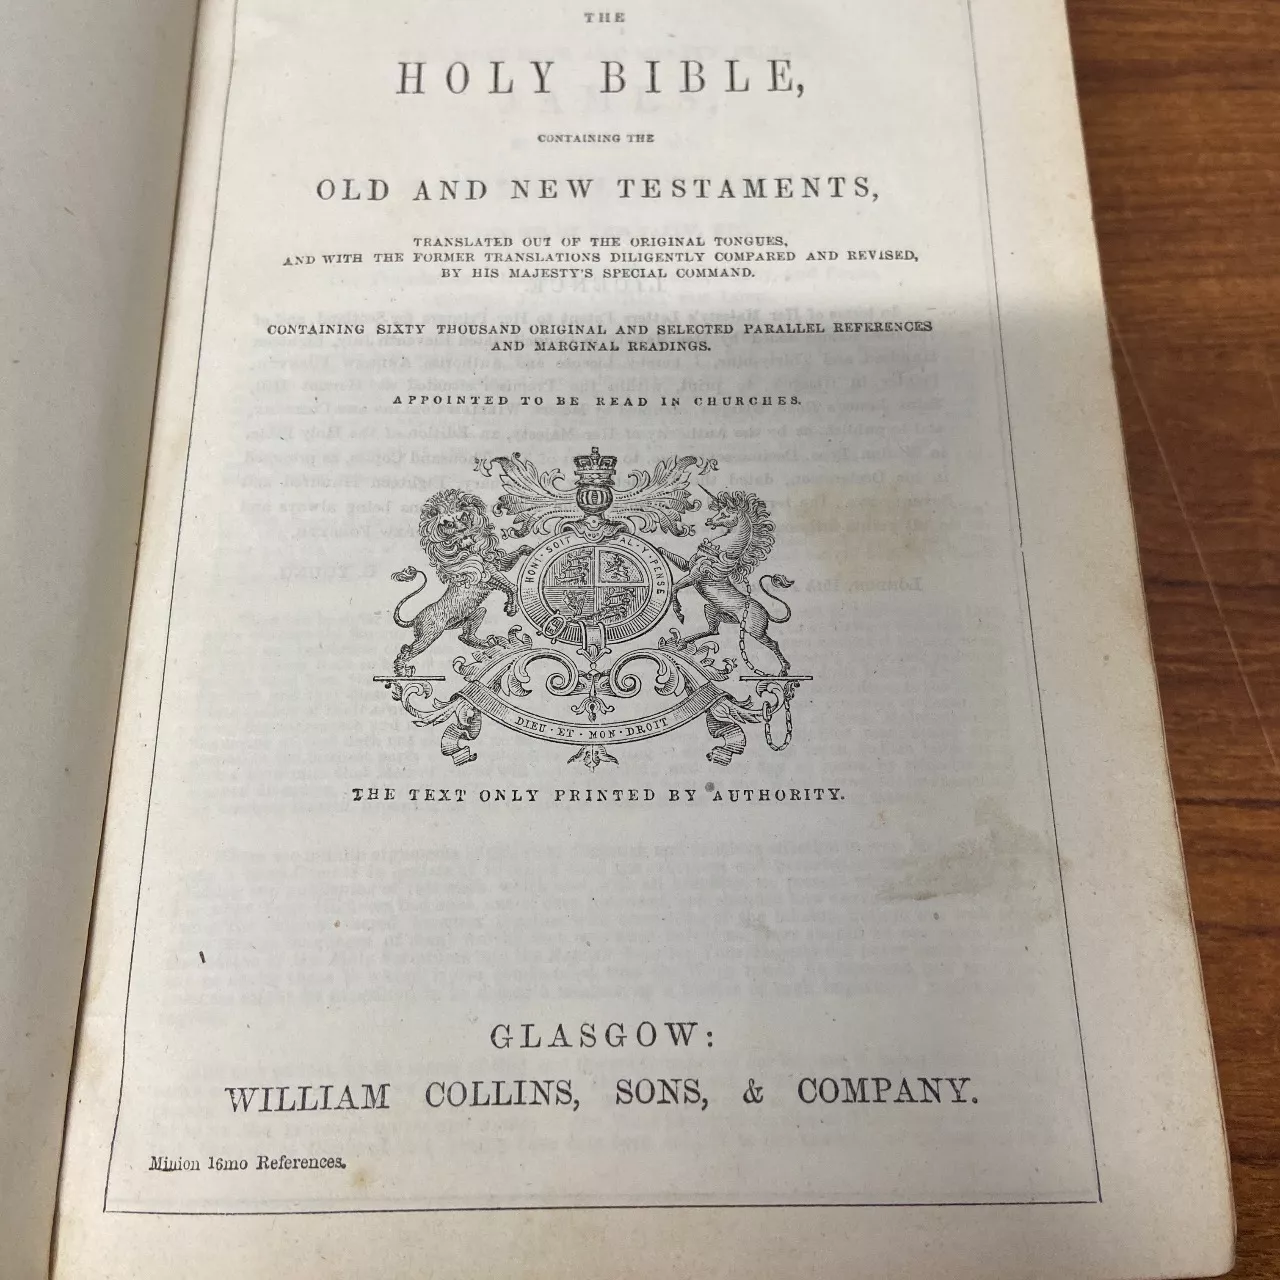 THE
HOLY BIBLE,
CONTAINING THE
OLD AND NEW TESTAMENTS,
TRANSLATED OUT OF THE ORIGINAL TONGUES,
AND WITH THE FORMER TRANSLATIONS DILIGENTLY COMPARED AND REVISED,
BY HIS MAJESTY'S SPECIAL COMMAND.
CONTAINING SIXTY THOUSAND ORIGINAL AND SELECTED PARALLEL REFERENCES
AND MARGINAL READINGS.
APPOINTED TO BE READ IN CHURCHES.
HONI · SOIT AL · Y · PENSE
DIEU · ET · MON · DROIT
THE TEXT ONLY PRINTED BY AUTHORITY.
GLASGOW:
WILLIAM COLLINS, SONS, & COMPANY.
Minion 16mo References.